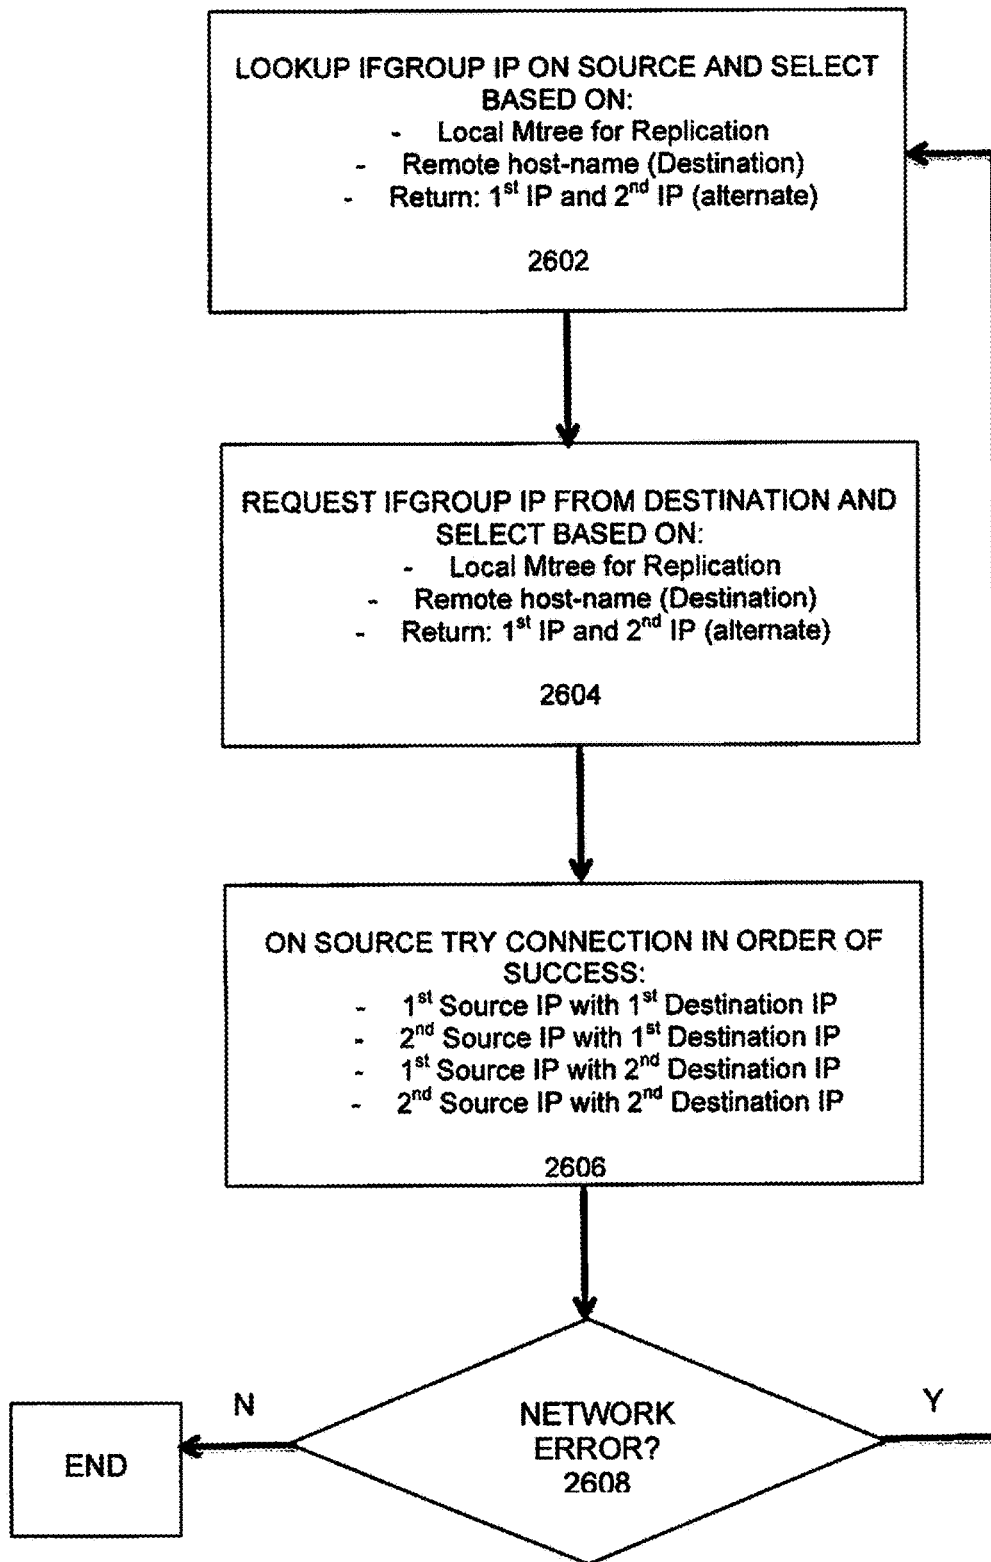 LOOKUP IFGROUP IP ON SOURCE AND SELECT
BASED ON:
- Local Mtree for Replication
- Remote host-name (Destination)
- Return: 1st IP and 2nd IP (alternate)
2602
REQUEST IFGROUP IP FROM DESTINATION AND
SELECT BASED ON:
- Local Mtree for Replication
- Remote host-name (Destination)
- Return: 1st IP and 2nd IP (alternate)
2604
ON SOURCE TRY CONNECTION IN ORDER OF
SUCCESS:
- 1st Source IP with 1st Destination IP
- 2nd Source IP with 1st Destination IP
- 1st Source IP with 2nd Destination IP
- 2nd Source IP with 2nd Destination IP
2606
N
Y
NETWORK
ERROR?
2608
END